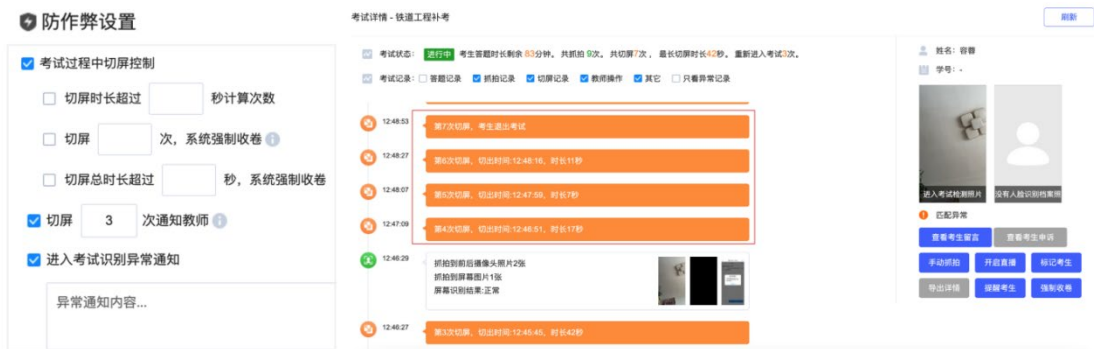 防作弊设置
考试过程中切屏控制
切屏时长超过 秒计算次数
切屏 次，系统强制收卷
切屏总时长超过 秒，系统强制收卷
切屏 3 次通知教师
进入考试识别异常通知
异常通知内容...
考试详情 - 铁道工程补考
刷新
考试状态： 进行中 考生答题时长剩余 83分钟。 共抓拍 9次。 共切屏7次， 最长切屏时长42秒。 重新进入考试3次。
考试记录： 答题记录 抓拍记录 切屏记录 教师操作 其它 只看异常记录
12:48:53 第7次切屏，考生退出考试
12:48:27 第6次切屏，切出时间:12:48:16，时长11秒
12:48:07 第5次切屏，切出时间:12:47:59，时长7秒
12:47:09 第4次切屏，切出时间:12:46:51，时长17秒
12:46:29 抓拍到前后摄像头照片2张
抓拍到屏幕图片1张
屏幕识别结果:正常
12:46:27 第3次切屏，切出时间:12:45:45，时长42秒
姓名：容蓉
学号：-
进入考试检测照片 没有人脸识别档案照
匹配异常
查看考生留言 查看考生申诉
手动抓拍 开启直播 标记考生
导出详情 提醒考生 强制收卷